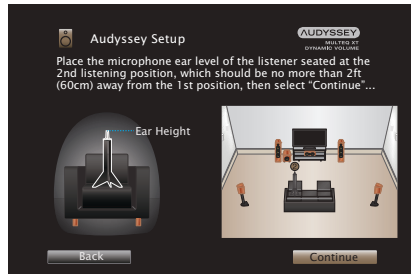 Audyssey Setup
AUDYSSEY
MULTEQ XT
DYNAMIC VOLUME
Place the microphone ear level of the listener seated at the
2nd listening position, which should be no more than 2ft
(60cm) away from the 1st position, then select “Continue”...
Ear Height
Back
Continue